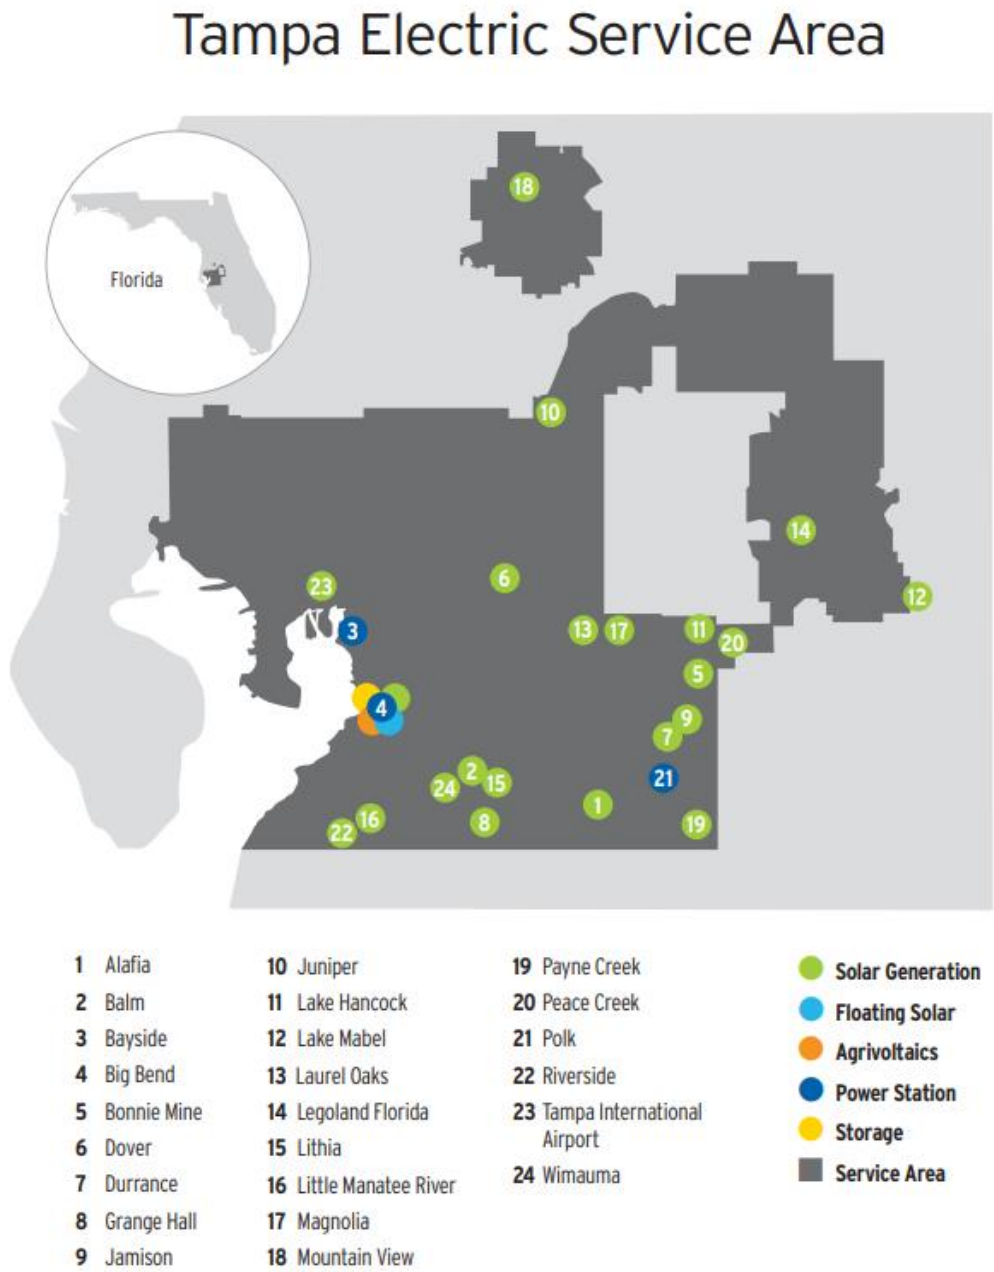 Tampa Electric Service Area
Florida
18
10
14
23
6
12
3
13
17
11
20
5
4
9
7
2
21
24
15
1
16
8
19
22
1 Alafia
2 Balm
3 Bayside
4 Big Bend
5 Bonnie Mine
6 Dover
7 Durrance
8 Grange Hall
9 Jamison
10 Juniper
11 Lake Hancock
12 Lake Mabel
13 Laurel Oaks
14 Legoland Florida
15 Lithia
16 Little Manatee River
17 Magnolia
18 Mountain View
19 Payne Creek
20 Peace Creek
21 Polk
22 Riverside
23 Tampa International
Airport
24 Wimauma
Solar Generation
Floating Solar
Agrivoltaics
Power Station
Storage
Service Area